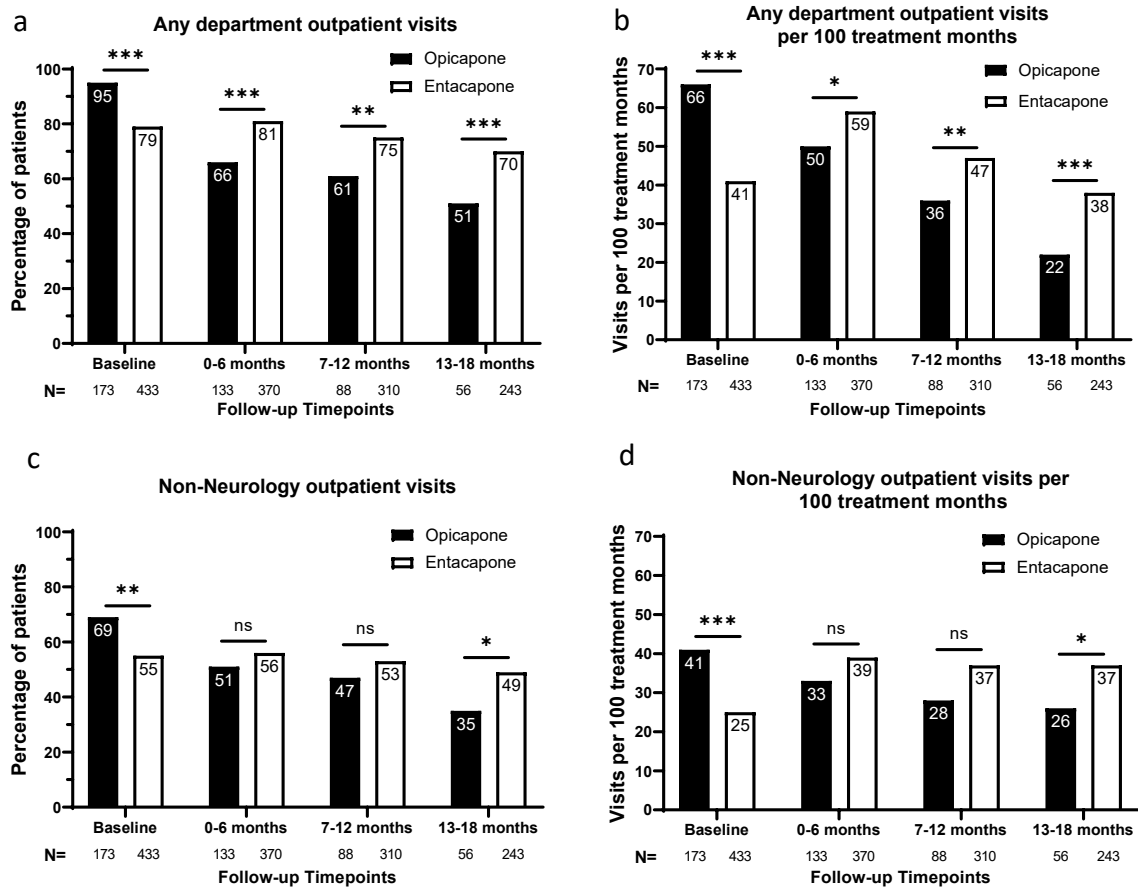 a
Any department outpatient visits
Opicapone
Entacapone
Percentage of patients
100
80
60
40
20
0
***
***
**
***
95
79
66
81
61
75
51
70
Baseline
0-6 months
7-12 months
13-18 months
N=
173 433
133 370
88 310
56 243
Follow-up Timepoints
b
Any department outpatient visits
per 100 treatment months
Opicapone
Entacapone
Visits per 100 treatment months
70
60
50
40
30
20
10
0
***
*
**
***
66
41
50
59
36
47
22
38
Baseline
0-6 months
7-12 months
13-18 months
N=
173 433
133 370
88 310
56 243
Follow-up Timepoints
c
Non-Neurology outpatient visits
Opicapone
Entacapone
Percentage of patients
100
80
60
40
20
0
**
ns
ns
*
69
55
51
56
47
53
35
49
Baseline
0-6 months
7-12 months
13-18 months
N=
173 433
133 370
88 310
56 243
Follow-up Timepoints
d
Non-Neurology outpatient visits per
100 treatment months
Opicapone
Entacapone
Visits per 100 treatment months
70
60
50
40
30
20
10
0
***
ns
ns
*
41
25
33
39
28
37
26
37
Baseline
0-6 months
7-12 months
13-18 months
N=
173 433
133 370
88 310
56 243
Follow-up Timepoints